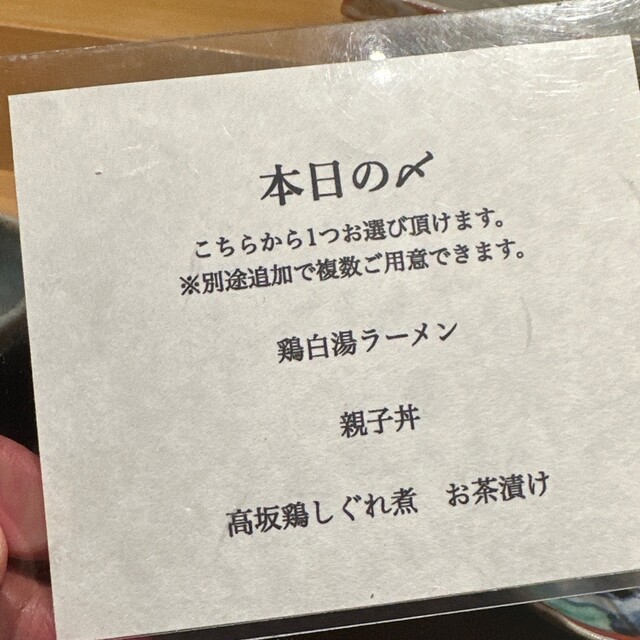 本日の〆
こちらから1つお選び頂けます。
※別途追加で複数ご用意できます。
鶏白湯ラーメン
親子丼
高坂鶏しぐれ煮　お茶漬け